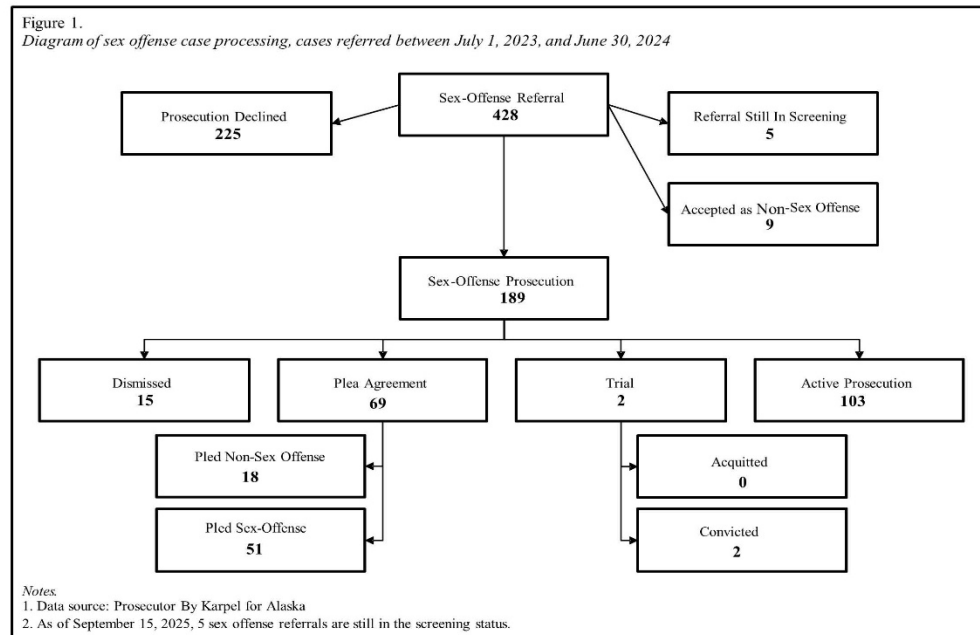 Figure 1.
Diagram of sex offense case processing, cases referred between July 1, 2023, and June 30, 2024
Sex-Offense Referral
428
Prosecution Declined
225
Referral Still In Screening
5
Accepted as Non-Sex Offense
9
Sex-Offense Prosecution
189
Dismissed
15
Plea Agreement
69
Trial
2
Active Prosecution
103
Pled Non-Sex Offense
18
Acquitted
0
Pled Sex-Offense
51
Convicted
2
Notes.
1. Data source: Prosecutor By Karpel for Alaska
2. As of September 15, 2025, 5 sex offense referrals are still in the screening status.